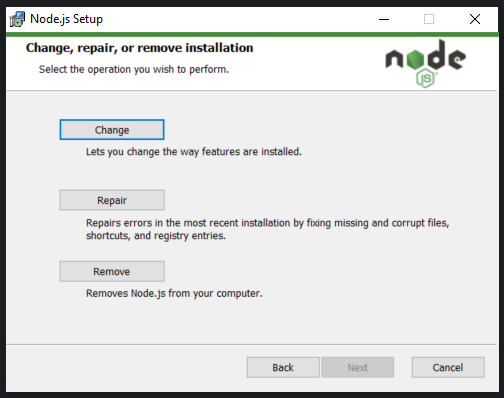 Node.js Setup
Change, repair, or remove installation
Select the operation you wish to perform.
node
JS
Change
Lets you change the way features are installed.
Repair
Repairs errors in the most recent installation by fixing missing and corrupt files,
shortcuts, and registry entries.
Remove
Removes Node.js from your computer.
Back
Next
Cancel